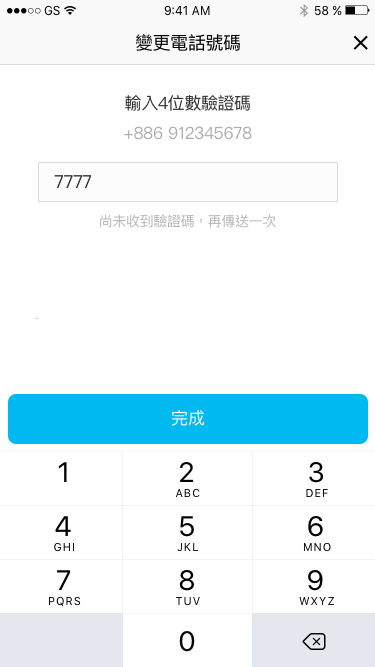 GS 9:41 AM 58 %
變更電話號碼
輸入4位數驗證碼
+886 912345678
7777
尚未收到驗證碼，再傳送一次
完成
1 2 3
ABC DEF
4 5 6
GHI JKL MNO
7 8 9
PQRS TUV WXYZ
0